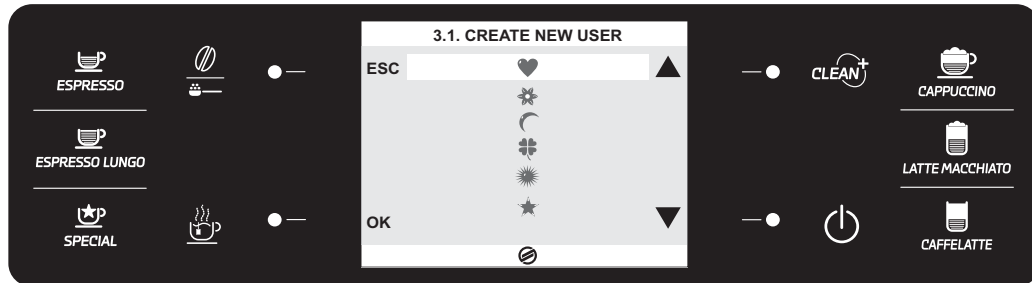 3.1. CREATE NEW USER
ESC
OK
ESPRESSO
ESPRESSO LUNGO
SPECIAL
CLEAN+
CAPPUCCINO
LATTE MACCHIATO
CAFFELATTE